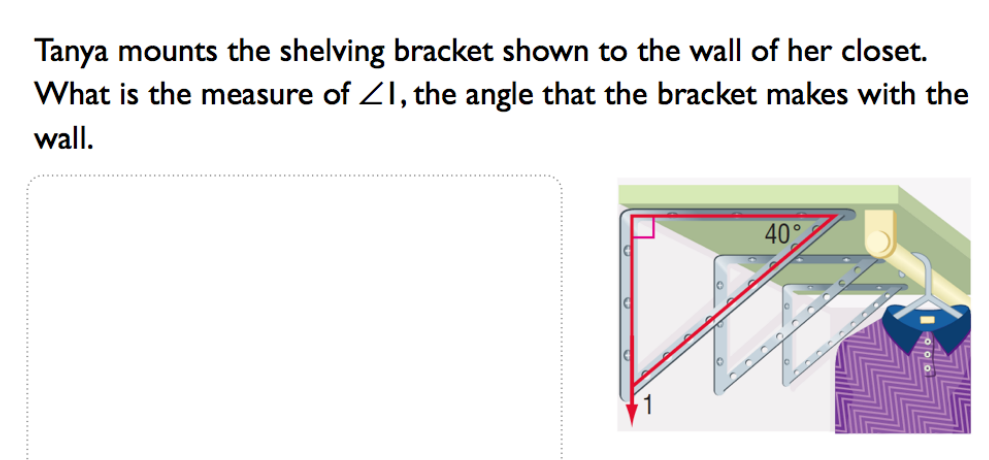 Tanya mounts the shelving bracket shown to the wall of her closet.
What is the measure of ∠1, the angle that the bracket makes with the
wall.
40°
1